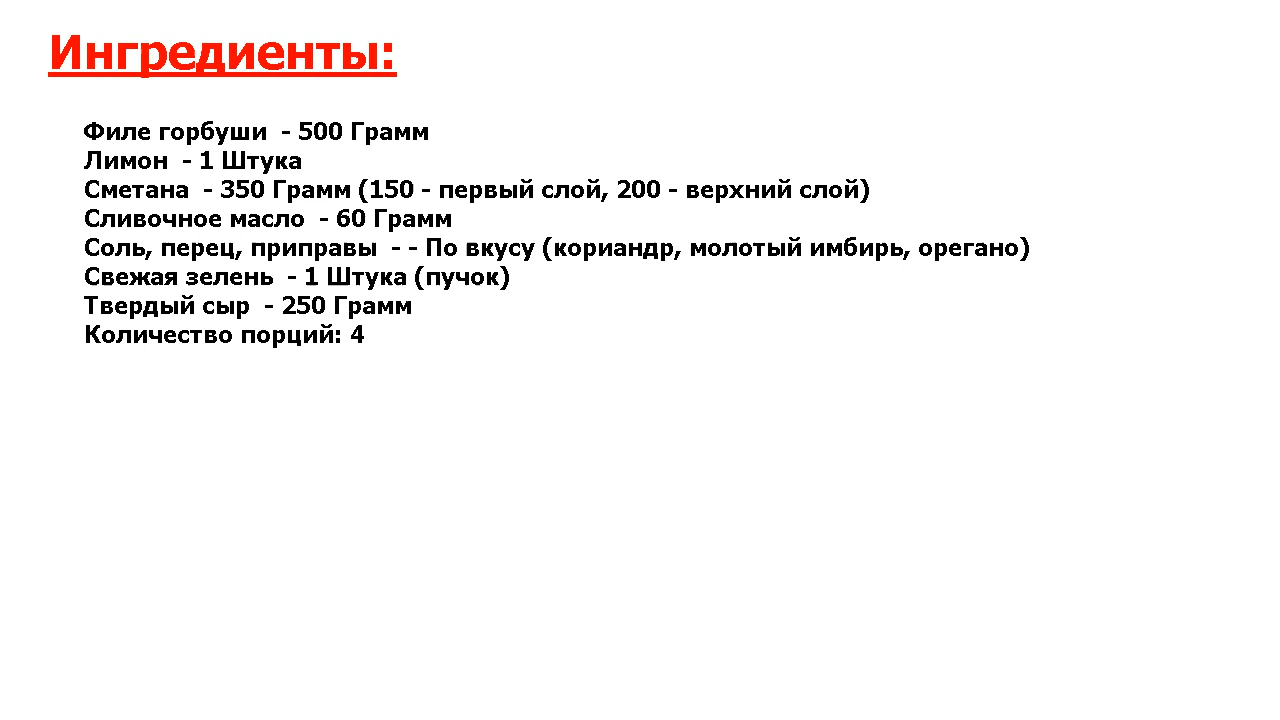 Ингредиенты:
Филе горбуши  - 500 Грамм
Лимон  - 1 Штука
Сметана  - 350 Грамм (150 - первый слой, 200 - верхний слой)
Сливочное масло  - 60 Грамм
Соль, перец, приправы  - - По вкусу (кориандр, молотый имбирь, орегано)
Свежая зелень  - 1 Штука (пучок)
Твердый сыр  - 250 Грамм
Количество порций: 4